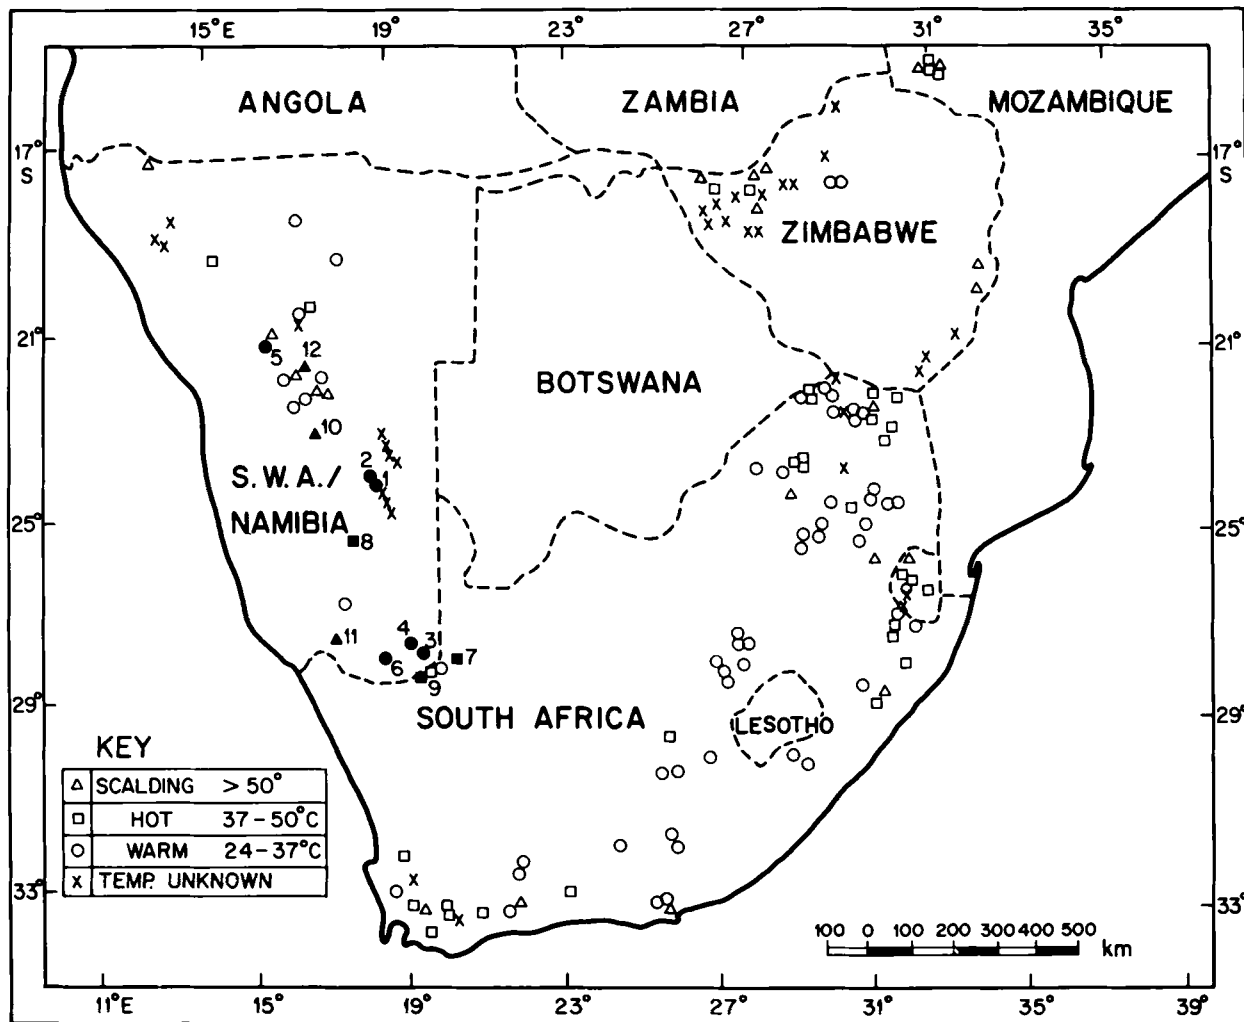 15°E 19° 23° 27° 31° 35°
ANGOLA ZAMBIA MOZAMBIQUE
17° 17°
S S
ZIMBABWE
21° 21°
5 12
BOTSWANA
10
2 1
S.W.A./
NAMIBIA
25° 25°
8
11 4 3 7
6 9
29° 29°
SOUTH AFRICA LESOTHO
KEY
△ SCALDING > 50°
□ HOT 37-50°C
○ WARM 24-37°C
x TEMP. UNKNOWN
33° 33°
100 0 100 200 300 400 500 km
11°E 15° 19° 23° 27° 31° 35° 39°